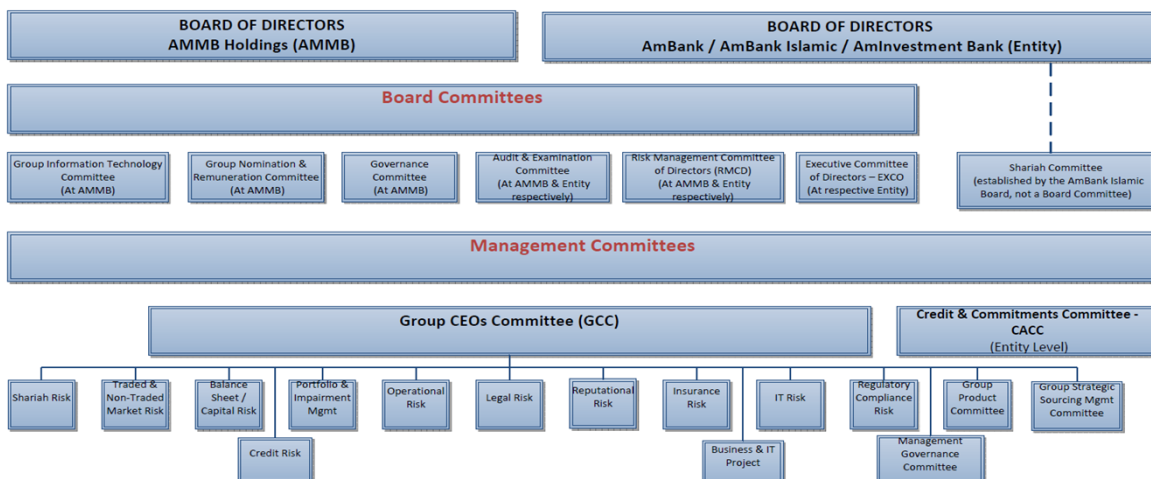 BOARD OF DIRECTORS
AMMB Holdings (AMMB)
BOARD OF DIRECTORS
AmBank / AmBank Islamic / AmInvestment Bank (Entity)
Board Committees
Group Information Technology
Committee
(At AMMB)
Group Nomination &
Remuneration Committee
(At AMMB)
Governance
Committee
(At AMMB)
Audit & Examination
Committee
(At AMMB & Entity
respectively)
Risk Management Committee
of Directors (RMCD)
(At AMMB & Entity
respectively)
Executive Committee
of Directors – EXCO
(At respective Entity)
Shariah Committee
(established by the AmBank Islamic
Board, not a Board Committee)
Management Committees
Group CEOs Committee (GCC)
Credit & Commitments Committee -
CACC
(Entity Level)
Shariah Risk
Traded &
Non-Traded
Market Risk
Balance
Sheet /
Capital Risk
Portfolio &
Impairment
Mgmt
Operational
Risk
Legal Risk
Reputational
Risk
Insurance
Risk
IT Risk
Regulatory
Compliance
Risk
Group
Product
Committee
Group Strategic
Sourcing Mgmt
Committee
Credit Risk
Business & IT
Project
Management
Governance
Committee